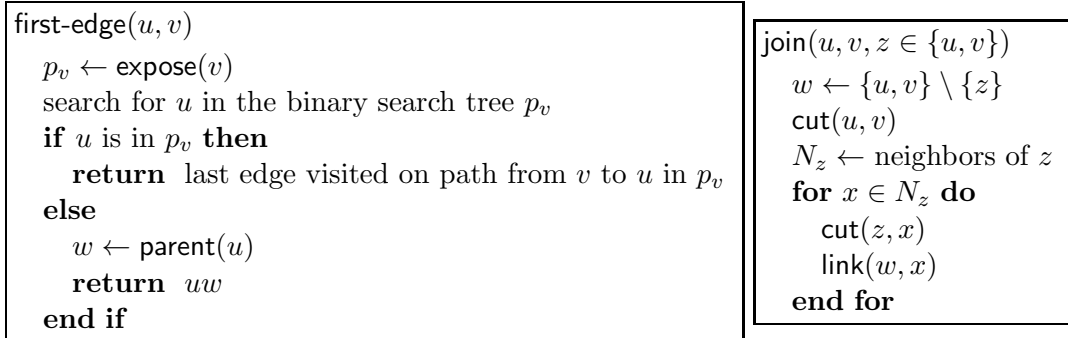 first-edge(u, v)
p_v ← expose(v)
search for u in the binary search tree p_v
if u is in p_v then
return last edge visited on path from v to u in p_v
else
w ← parent(u)
return uw
end if
join(u, v, z ∈ {u, v})
w ← {u, v} \ {z}
cut(u, v)
N_z ← neighbors of z
for x ∈ N_z do
cut(z, x)
link(w, x)
end for